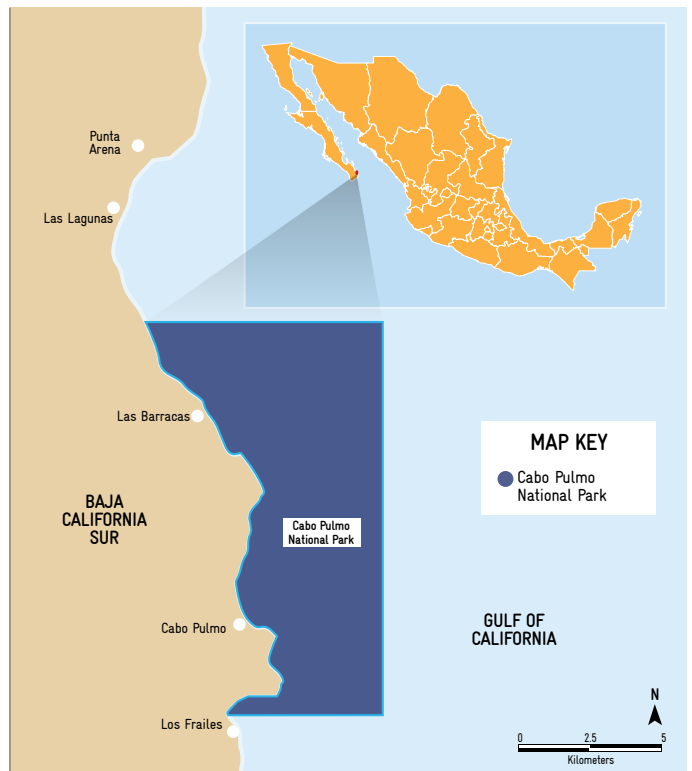 Punta
Arena
Las Lagunas
Las Barracas
MAP KEY
Cabo Pulmo
National Park
BAJA
CALIFORNIA
SUR
Cabo Pulmo
National Park
Cabo Pulmo
GULF OF
CALIFORNIA
Los Frailes
N
0 2.5 5
Kilometers